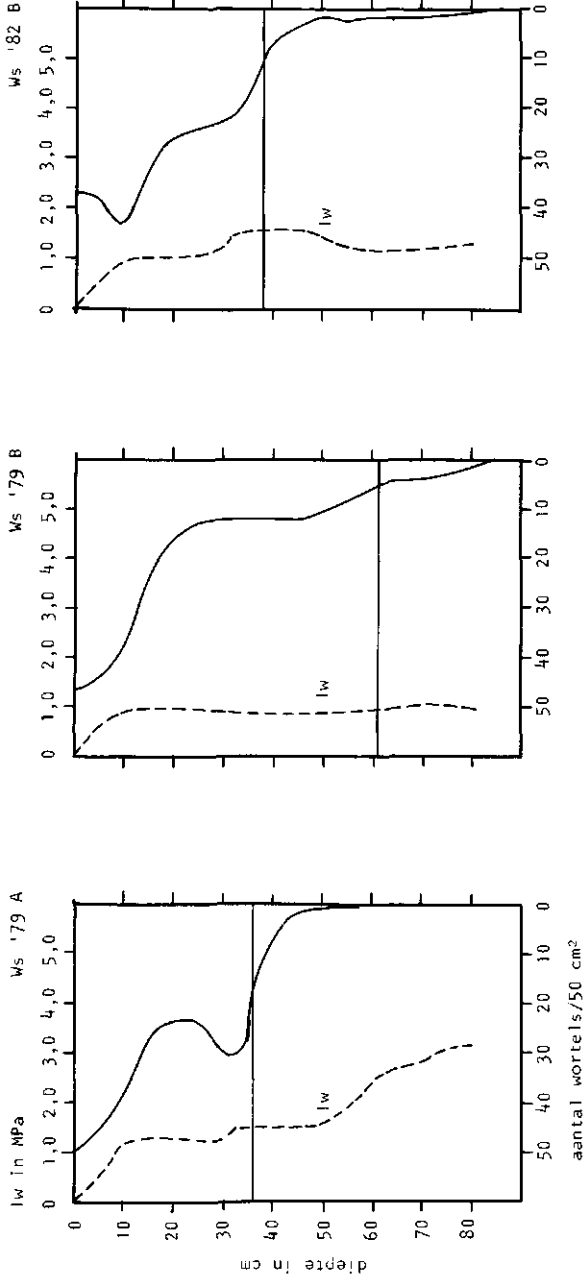 Iw in MPa Ws '79 A
0 1,0 2,0 3,0 4,0 5,0
0
10
20
30
40
50
60
70
80
diepte in cm
Iw
50 40 30 20 10 0
aantal wortels/50 cm²
Ws '79 B
0 1,0 2,0 3,0 4,0 5,0
Iw
50 40 30 20 10 0
Ws '82 B
0 1,0 2,0 3,0 4,0 5,0
Iw
50 40 30 20 10 0